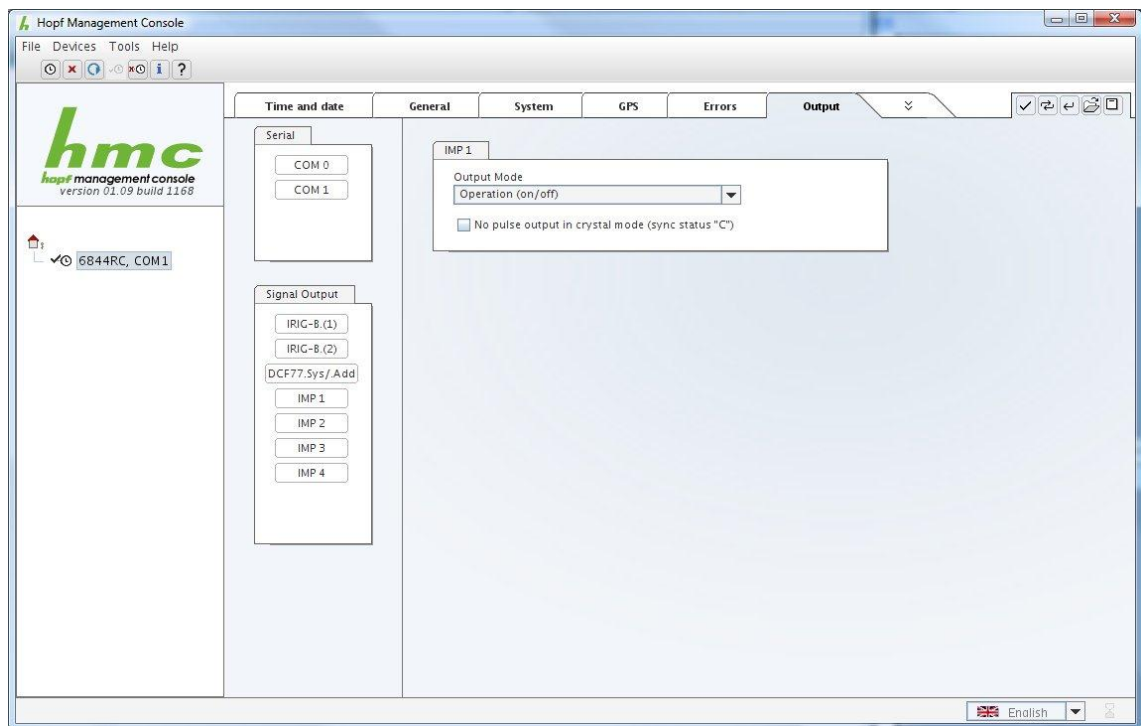 Hopf Management Console
File Devices Tools Help
hmc
hopf management console
version 01.09 build 1168
6844RC, COM1
Time and date General System GPS Errors Output
Serial
COM 0
COM 1
Signal Output
IRIG-B.(1)
IRIG-B.(2)
DCF77.Sys/.Add
IMP 1
IMP 2
IMP 3
IMP 4
IMP 1
Output Mode
Operation (on/off)
No pulse output in crystal mode (sync status "C")
English